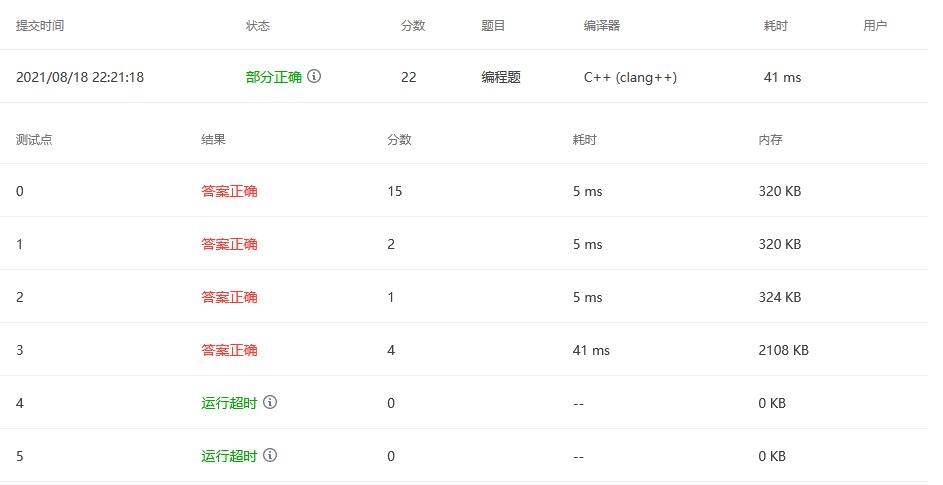 提交时间 状态 分数 题目 编译器 耗时 用户
2021/08/18 22:21:18 部分正确 22 编程题 C++ (clang++) 41 ms
测试点 结果 分数 耗时 内存
0 答案正确 15 5 ms 320 KB
1 答案正确 2 5 ms 320 KB
2 答案正确 1 5 ms 324 KB
3 答案正确 4 41 ms 2108 KB
4 运行超时 0 -- 0 KB
5 运行超时 0 -- 0 KB